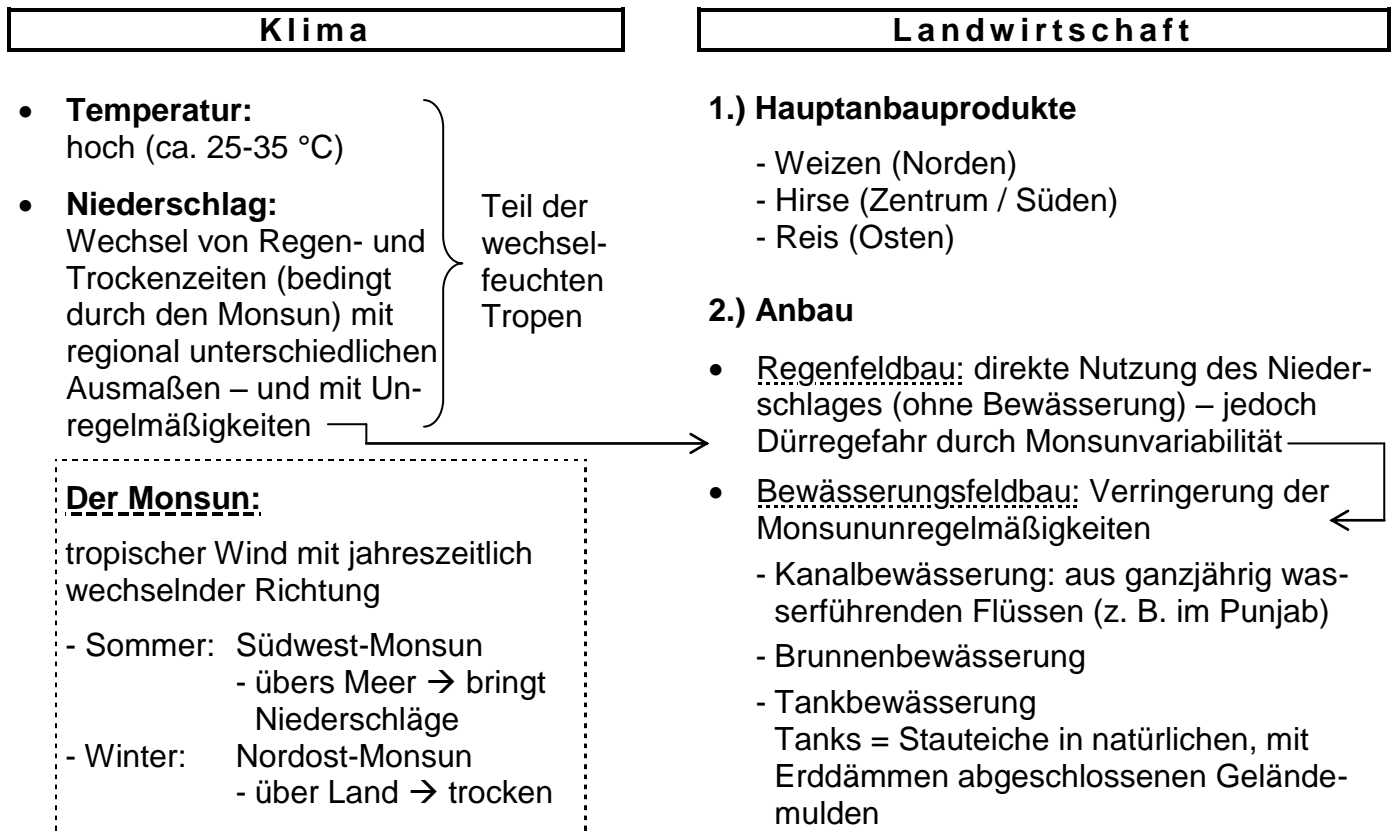 Klima
• Temperatur:
hoch (ca. 25-35 °C)
• Niederschlag:
Wechsel von Regen- und
Trockenzeiten (bedingt
durch den Monsun) mit
regional unterschiedlichen
Ausmaßen – und mit Un-
regelmäßigkeiten
Teil der
wechsel-
feuchten
Tropen
Der Monsun:
tropischer Wind mit jahreszeitlich
wechselnder Richtung
- Sommer: Südwest-Monsun
- übers Meer → bringt
Niederschläge
- Winter: Nordost-Monsun
- über Land → trocken
Landwirtschaft
1.) Hauptanbauprodukte
- Weizen (Norden)
- Hirse (Zentrum / Süden)
- Reis (Osten)
2.) Anbau
• Regenfeldbau: direkte Nutzung des Nieder-
schlages (ohne Bewässerung) – jedoch
Dürregefahr durch Monsunvariabilität
• Bewässerungsfeldbau: Verringerung der
Monsununregelmäßigkeiten
- Kanalbewässerung: aus ganzjährig was-
serführenden Flüssen (z. B. im Punjab)
- Brunnenbewässerung
- Tankbewässerung
Tanks = Stauteiche in natürlichen, mit
Erddämmen abgeschlossenen Gelände-
mulden